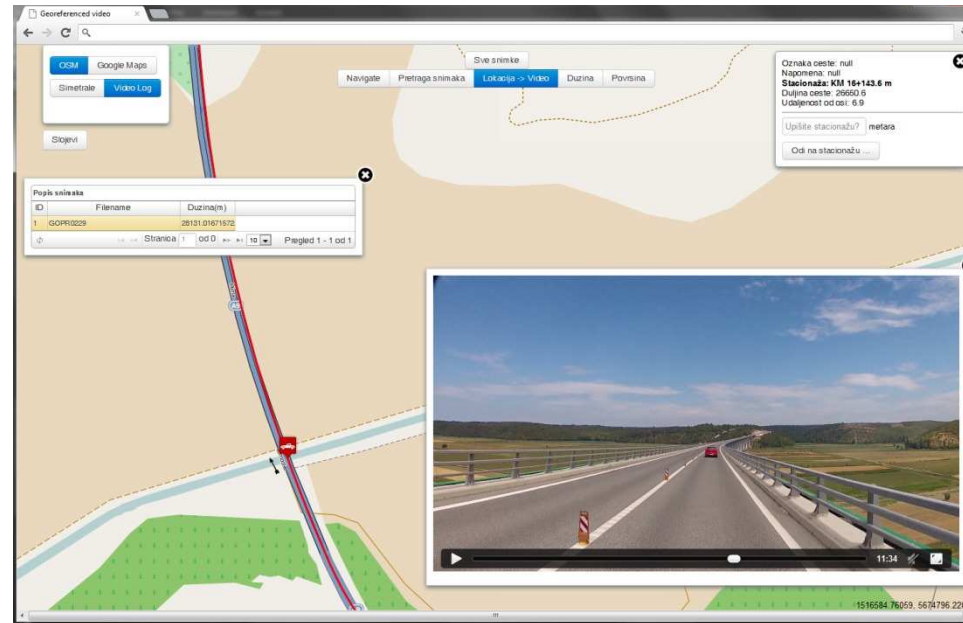 Georeferenced video
OSM Google Maps
Simetrale Video Log
Slojevi
Sve snimke
Navigate Pretraga snimaka Lokacija -> Video Duzina Povrsina
Oznaka ceste: null
Napomena: null
Stacionaža: KM 16+143.6 m
Duljina ceste: 26660.6
Udaljenost od osi: 6.9
Upišite stacionažu? metara
Odi na stacionažu ...
Popis snimaka
ID Filename Duzina(m)
1 GOPR0229 26131.01671672
Stranica 1 od 0 10 Pregled 1 - 1 od 1
11:34
1516584.76059, 5674796.226